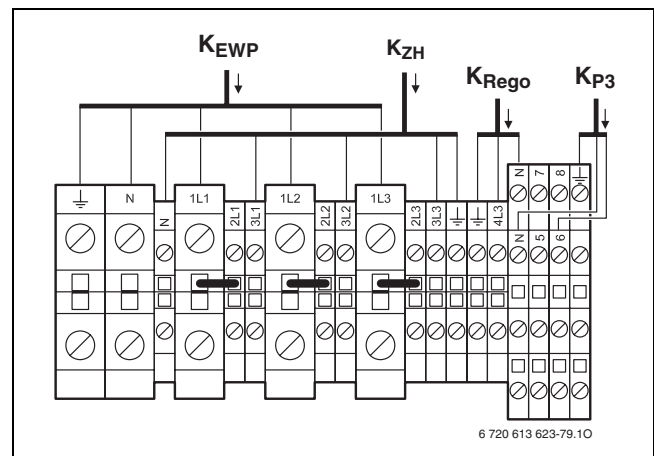 KEWP
KZH
KRego
KP3
N 7 8
N 1L1 1L2 1L3
N 2L1 3L1 2L2 3L2 2L3 3L3 4L3
N 5 6
6 720 613 623-79.1O